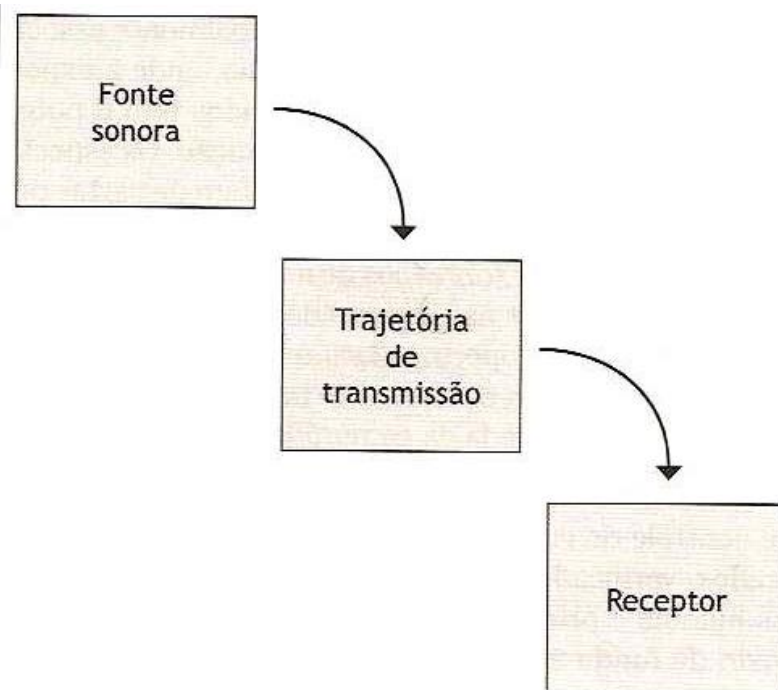 Fonte
sonora
Trajetória
de
transmissão
Receptor